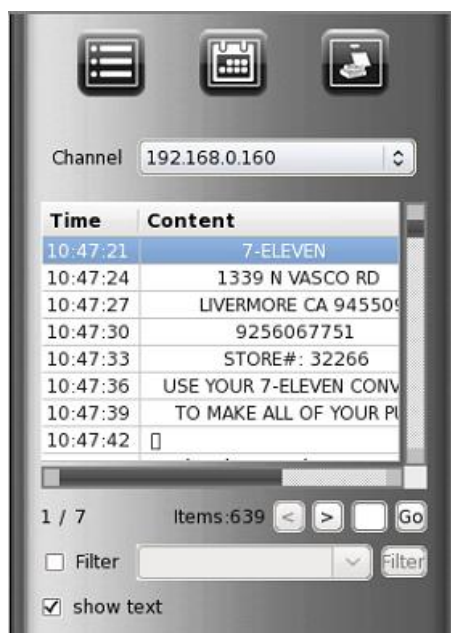 Channel 192.168.0.160
Time Content
10:47:21 7-ELEVEN
10:47:24 1339 N VASCO RD
10:47:27 LIVERMORE CA 945509
10:47:30 9256067751
10:47:33 STORE#: 32266
10:47:36 USE YOUR 7-ELEVEN CONV
10:47:39 TO MAKE ALL OF YOUR PU
10:47:42
1 / 7 Items:639 < > Go
Filter Filter
show text